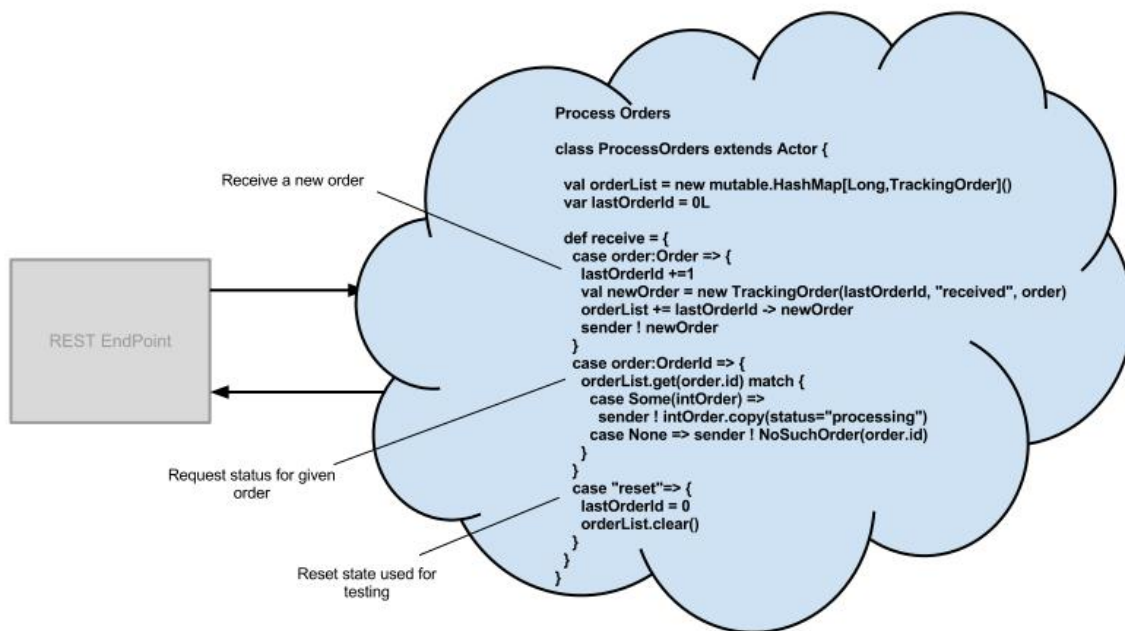 Process Orders
class ProcessOrders extends Actor {
val orderList = new mutable.HashMap[Long,TrackingOrder]()
var lastOrderId = 0L
def receive = {
case order:Order => {
lastOrderId +=1
val newOrder = new TrackingOrder(lastOrderId, "received", order)
orderList += lastOrderId -> newOrder
sender ! newOrder
}
case order:OrderId => {
orderList.get(order.id) match {
case Some(intOrder) =>
sender ! intOrder.copy(status="processing")
case None => sender ! NoSuchOrder(order.id)
}
}
case "reset"=> {
lastOrderId = 0
orderList.clear()
}
}
}
Receive a new order
REST EndPoint
Request status for given
order
Reset state used for
testing